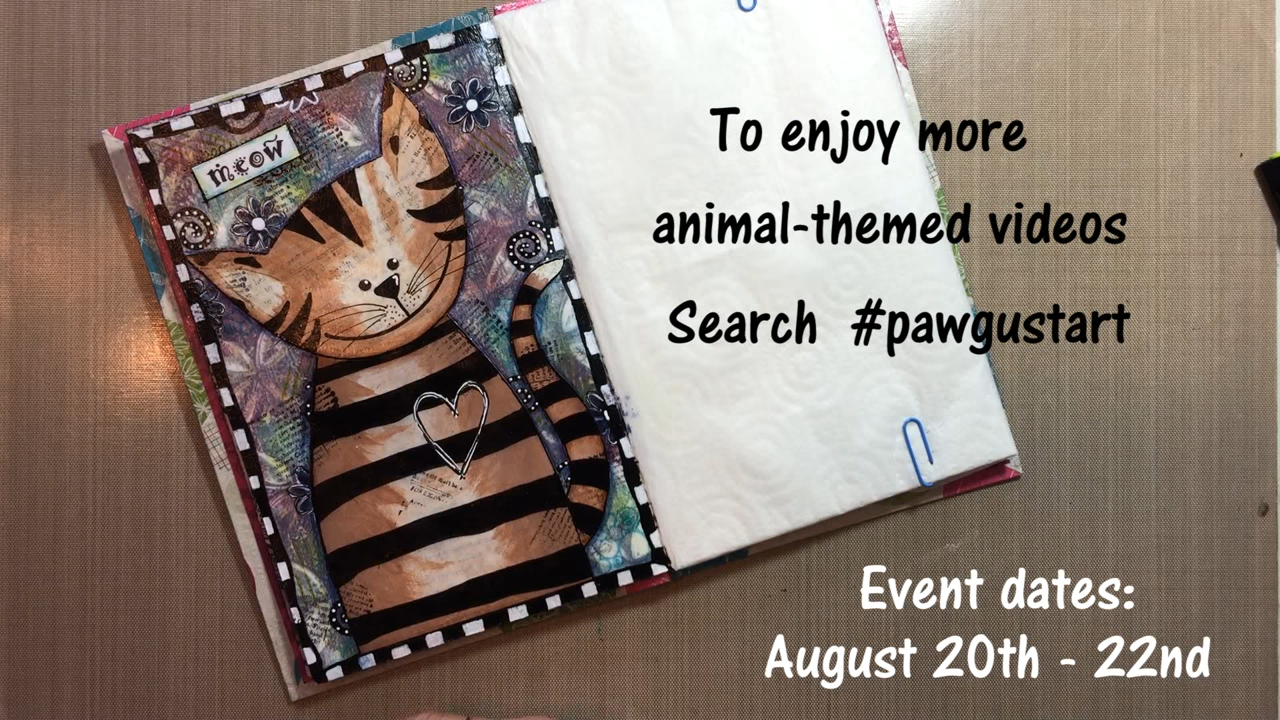 meow
To enjoy more
animal-themed videos
Search #pawgustart
Event dates:
August 20th - 22nd